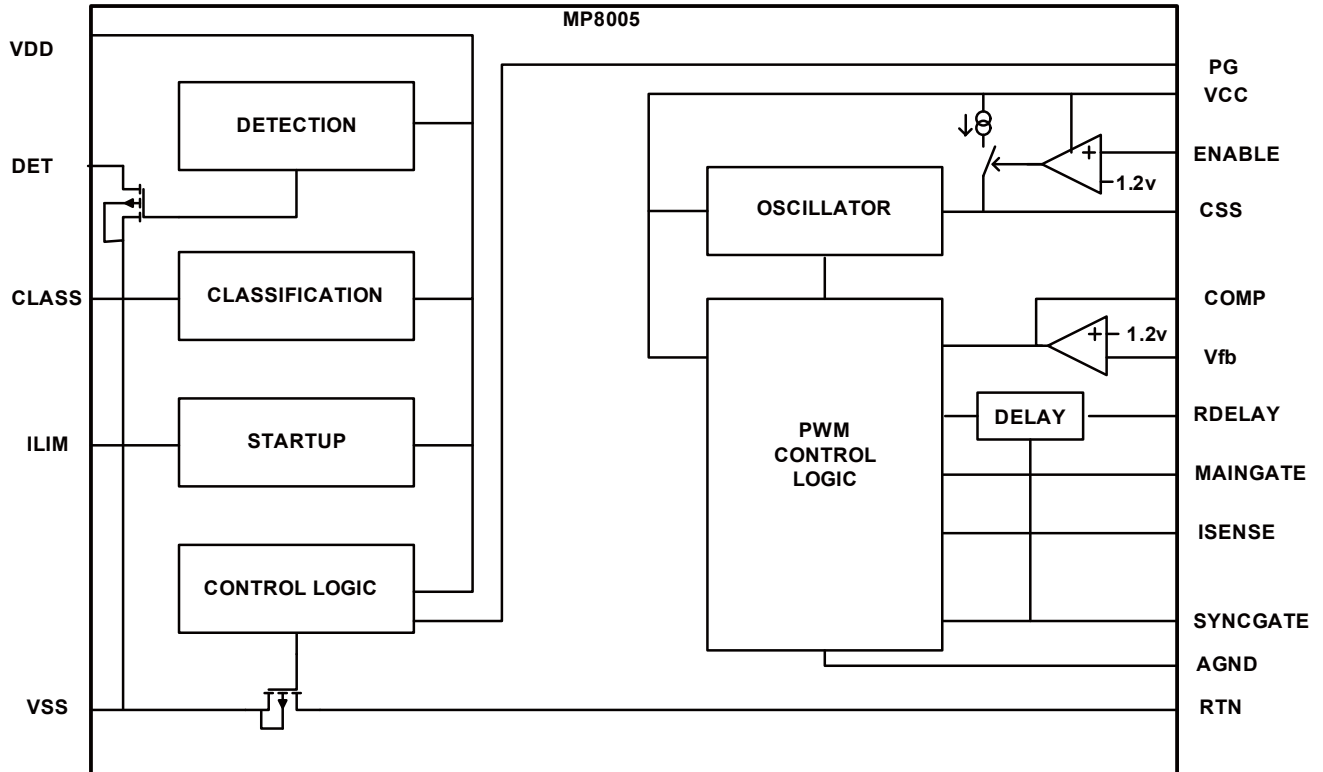 MP8005
VDD
PG
VCC
DETECTION
DET
ENABLE
+
1.2v
OSCILLATOR
CSS
CLASS
CLASSIFICATION
COMP
+
1.2v
Vfb
DELAY
RDELAY
ILIM
STARTUP
PWM
CONTROL
LOGIC
MAINGATE
ISENSE
CONTROL LOGIC
SYNCGATE
AGND
VSS
RTN